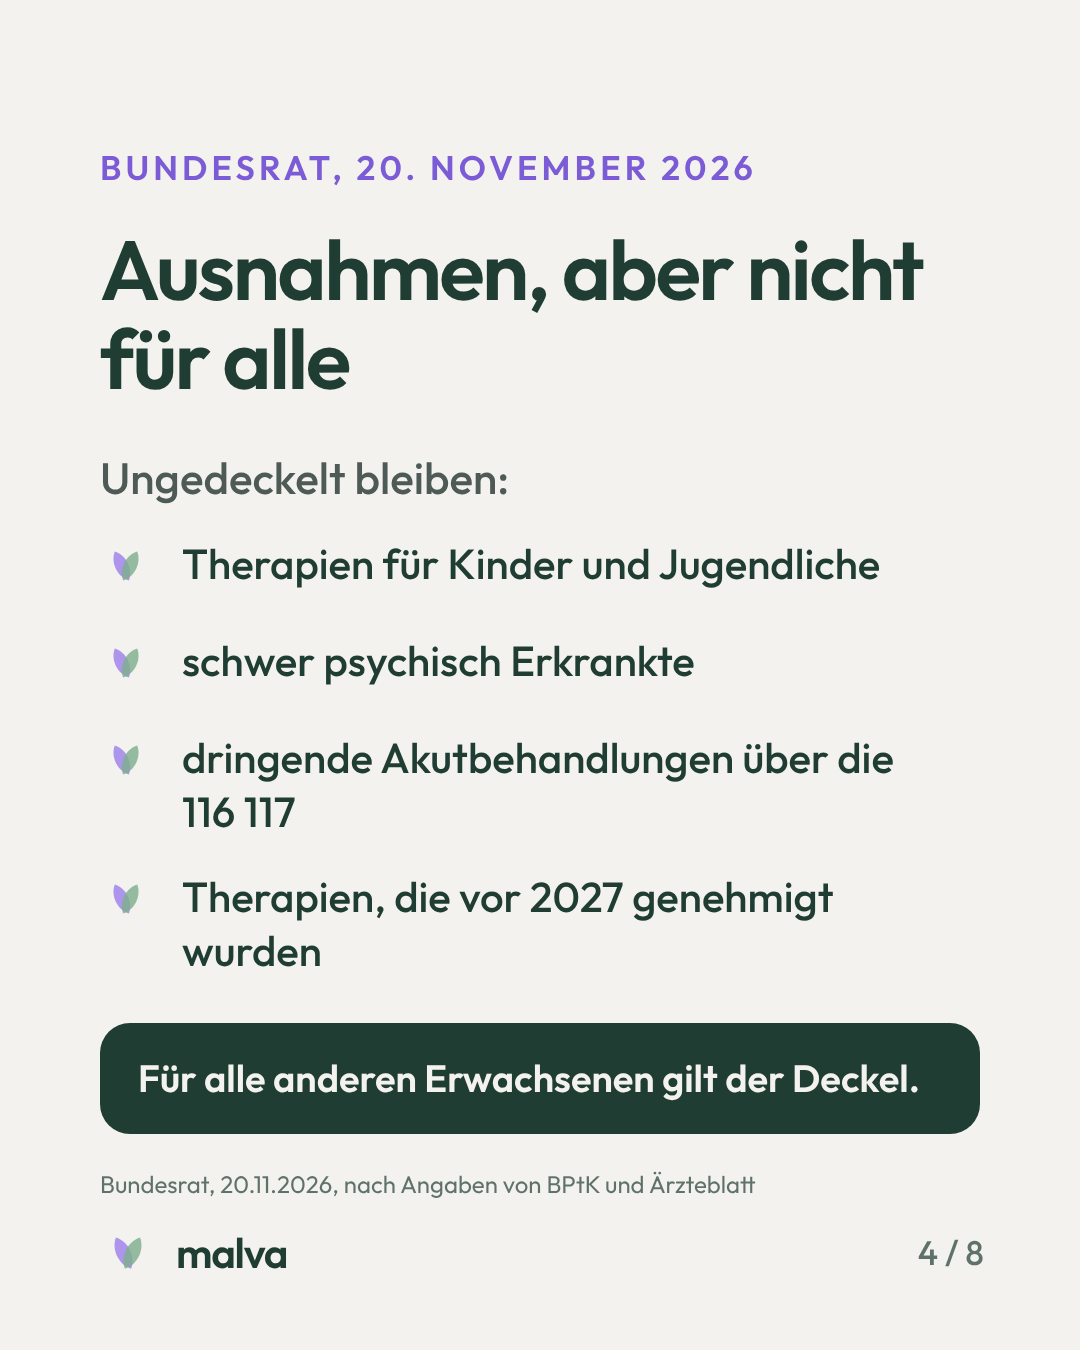 BUNDESRAT, 20. NOVEMBER 2026
Ausnahmen, aber nicht
für alle
Ungedeckelt bleiben:
Therapien für Kinder und Jugendliche
schwer psychisch Erkrankte
dringende Akutbehandlungen über die
116 117
Therapien, die vor 2027 genehmigt
wurden
Für alle anderen Erwachsenen gilt der Deckel.
Bundesrat, 20.11.2026, nach Angaben von BPtK und Ärzteblatt
malva
4 / 8